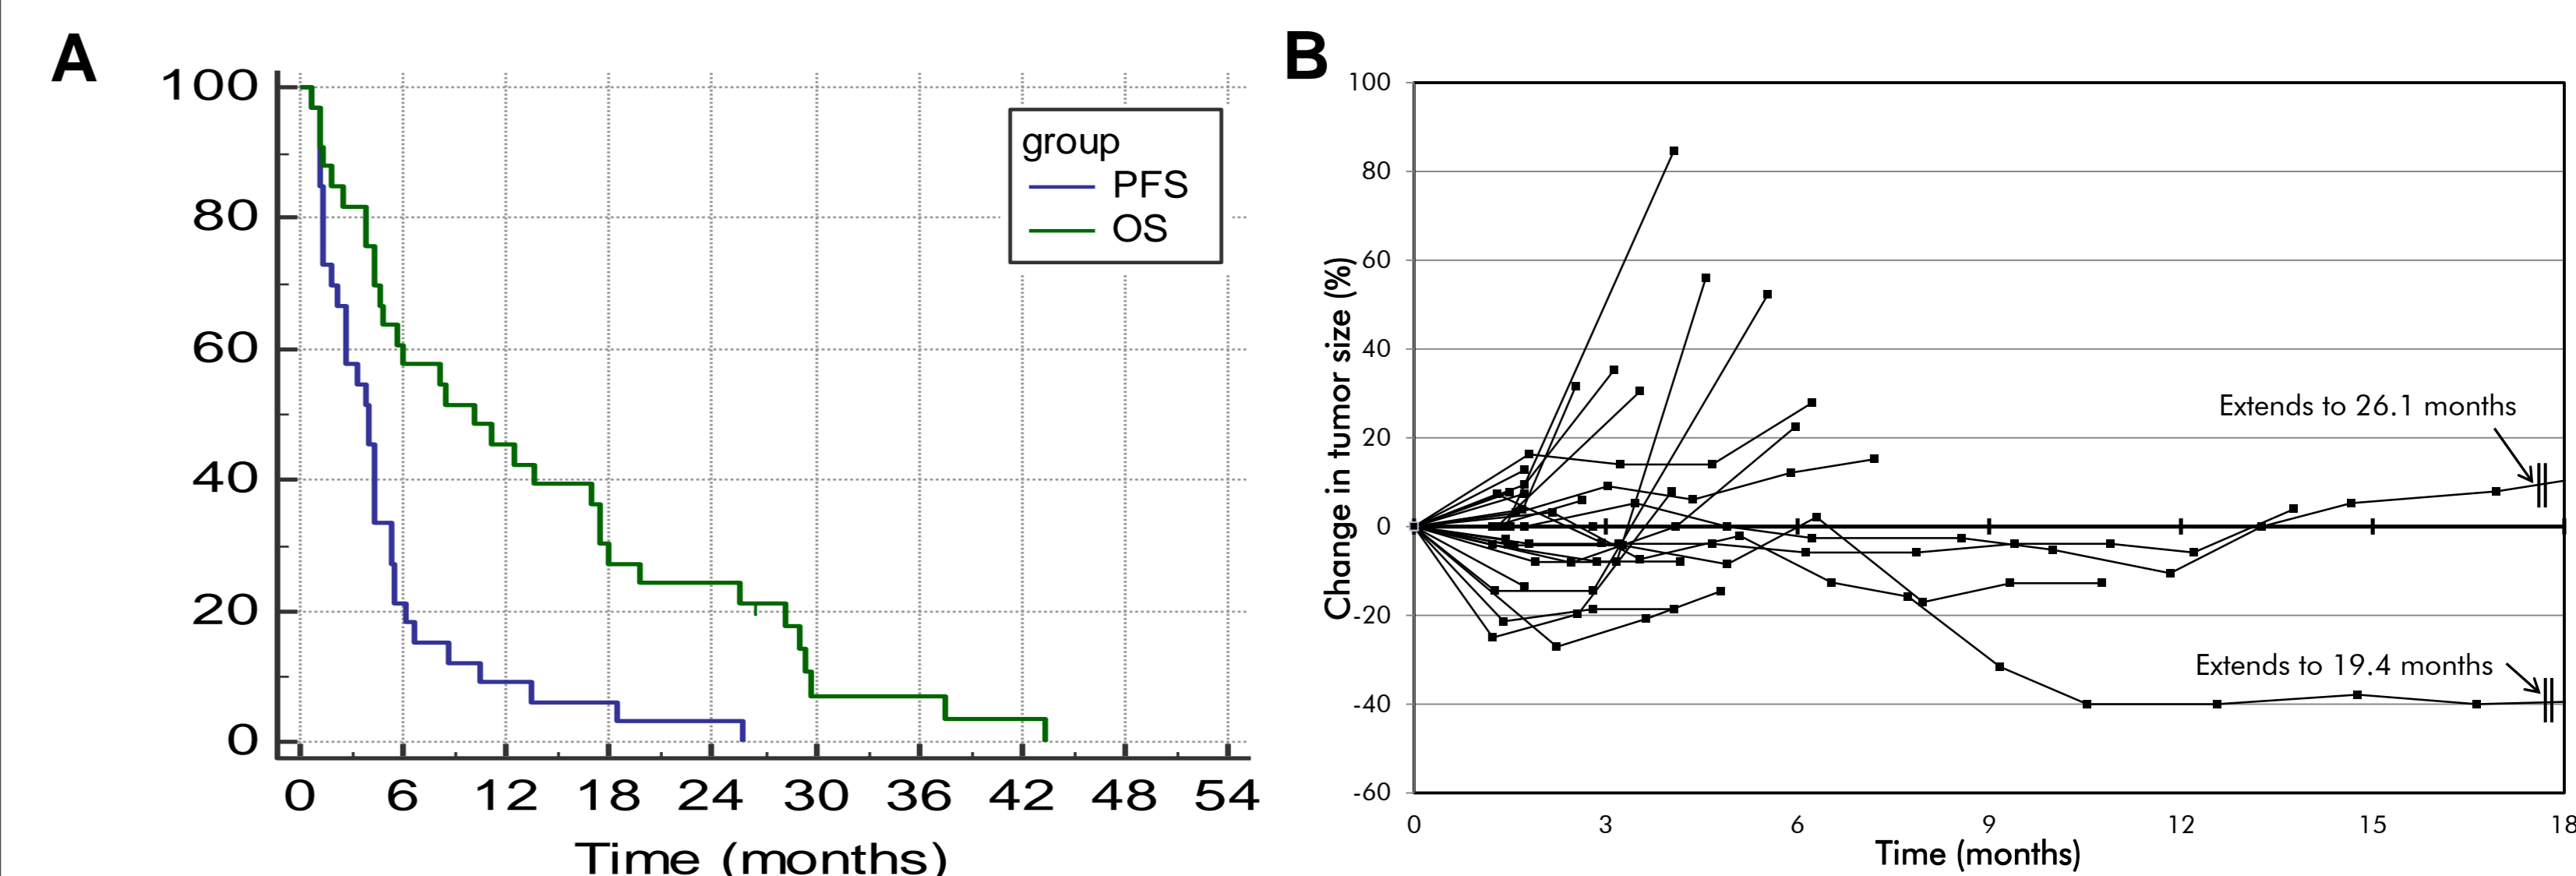 A
100
80
60
40
20
0
0 6 12 18 24 30 36 42 48 54
Time (months)
group
PFS
OS
B
Change in tumor size (%)
100
80
60
40
20
0
-20
-40
-60
0 3 6 9 12 15 18
Time (months)
Extends to 26.1 months
Extends to 19.4 months